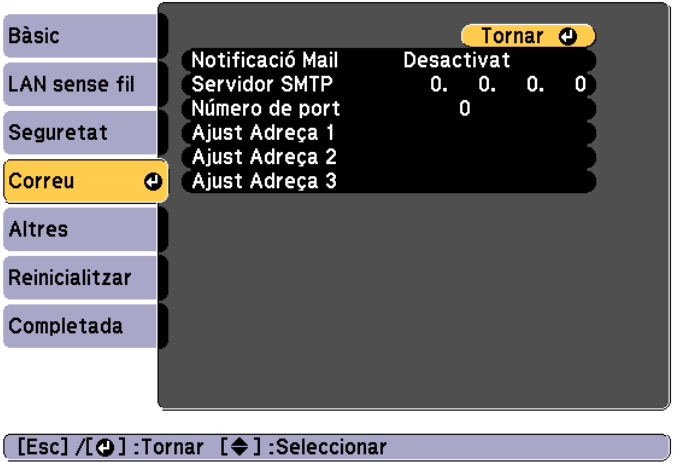 Bàsic
LAN sense fil
Seguretat
Correu
Altres
Reinicialitzar
Completada
Tornar
Notificació Mail Desactivat
Servidor SMTP 0. 0. 0. 0
Número de port 0
Ajust Adreça 1
Ajust Adreça 2
Ajust Adreça 3
[Esc] /[ ] :Tornar [ ] :Seleccionar